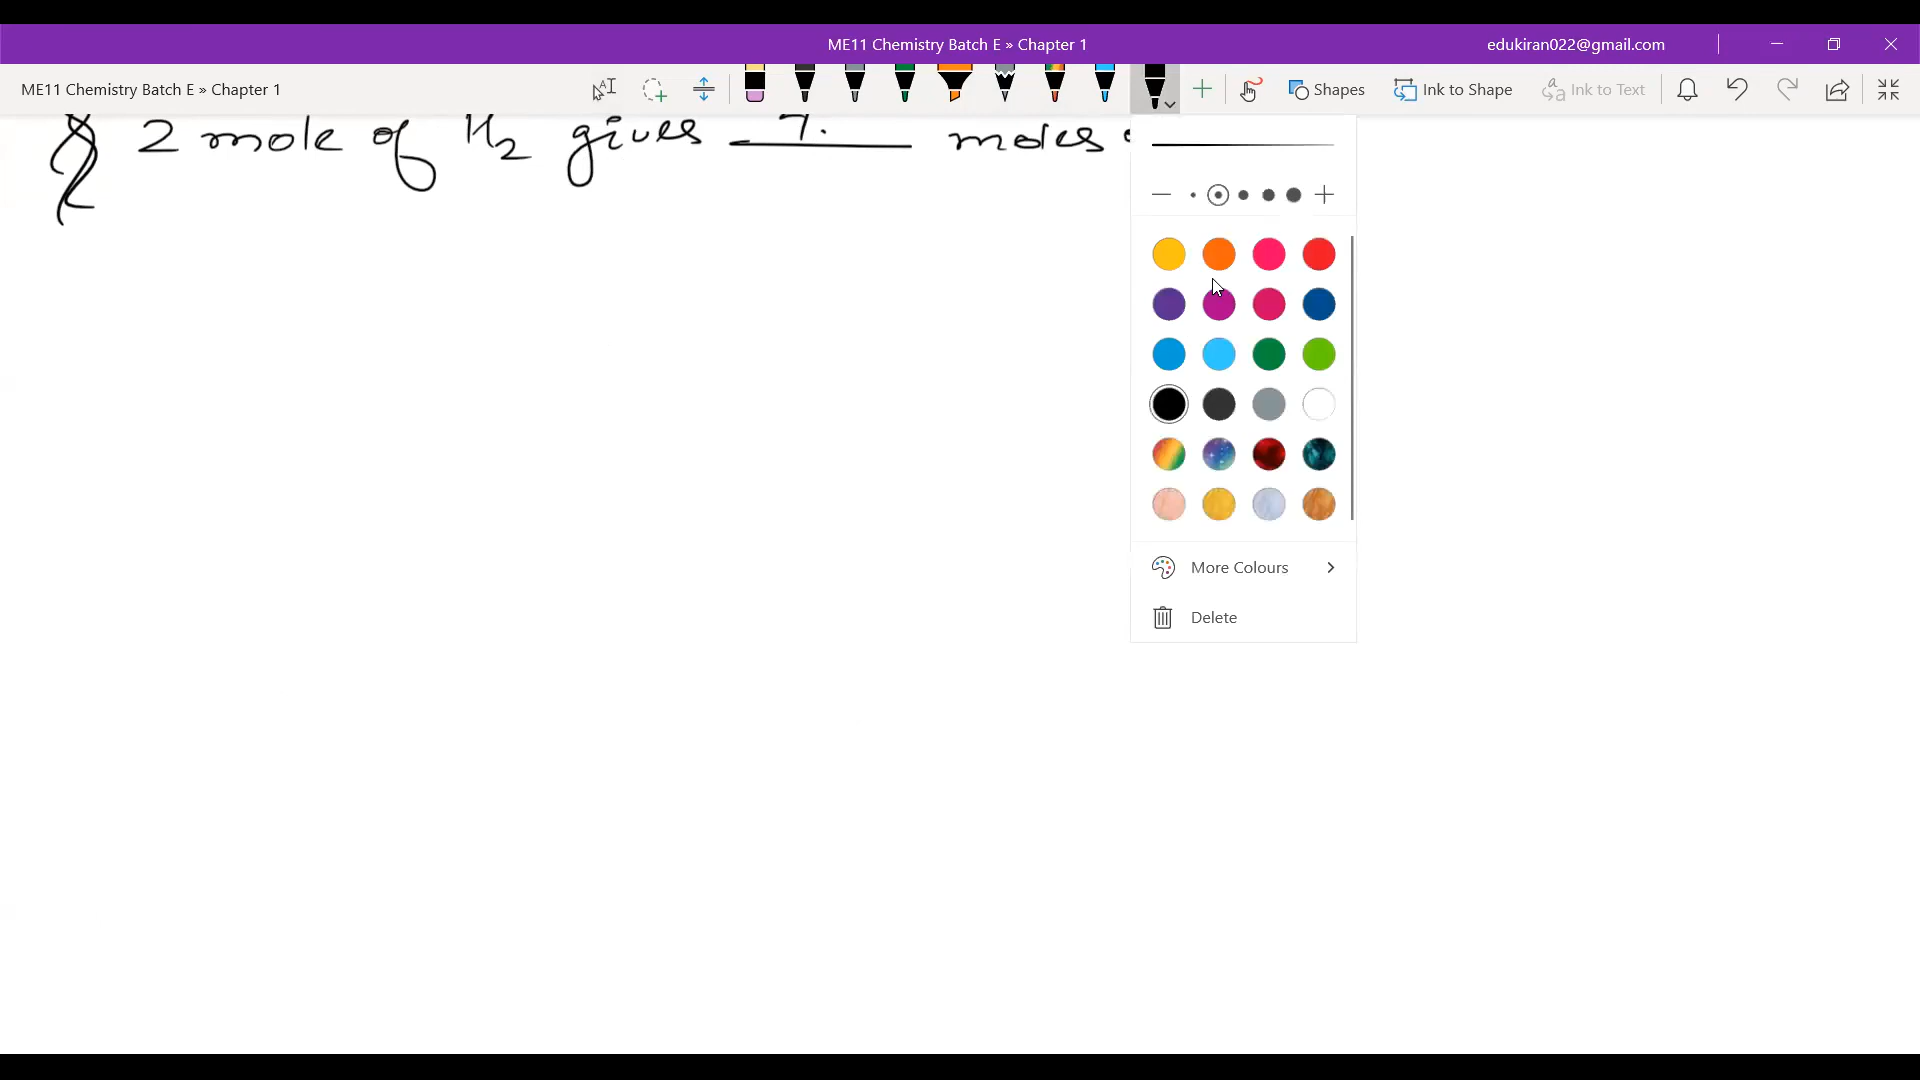 ME11 Chemistry Batch E » Chapter 1
edukiran022@gmail.com
ME11 Chemistry Batch E » Chapter 1
Shapes
Ink to Shape
Ink to Text
2 mole of H2 gives ?. moles
More Colours
Delete